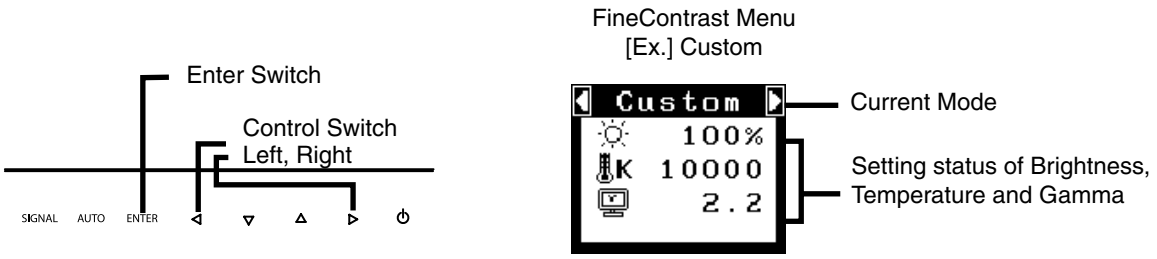 FineContrast Menu
[Ex.] Custom
Enter Switch
Control Switch
Left, Right
SIGNAL AUTO ENTER
Custom
100%
K 10000
2.2
Current Mode
Setting status of Brightness,
Temperature and Gamma